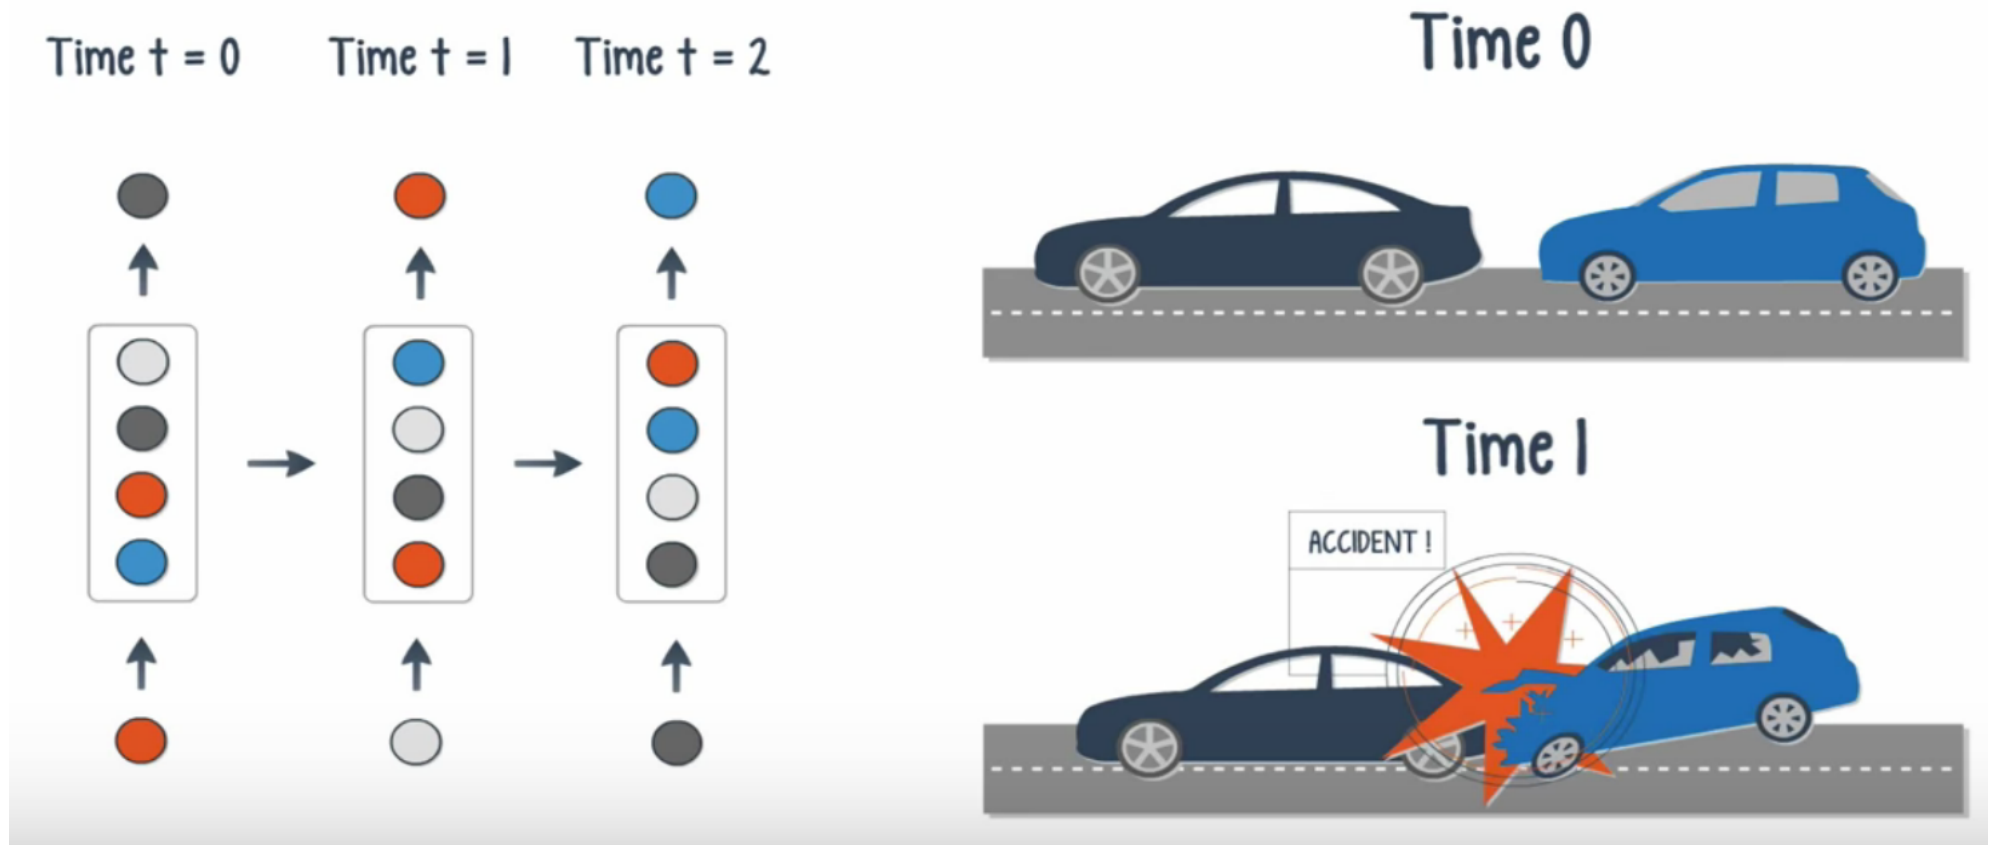 Time t = 0
Time t = 1
Time t = 2
Time 0
Time 1
ACCIDENT !